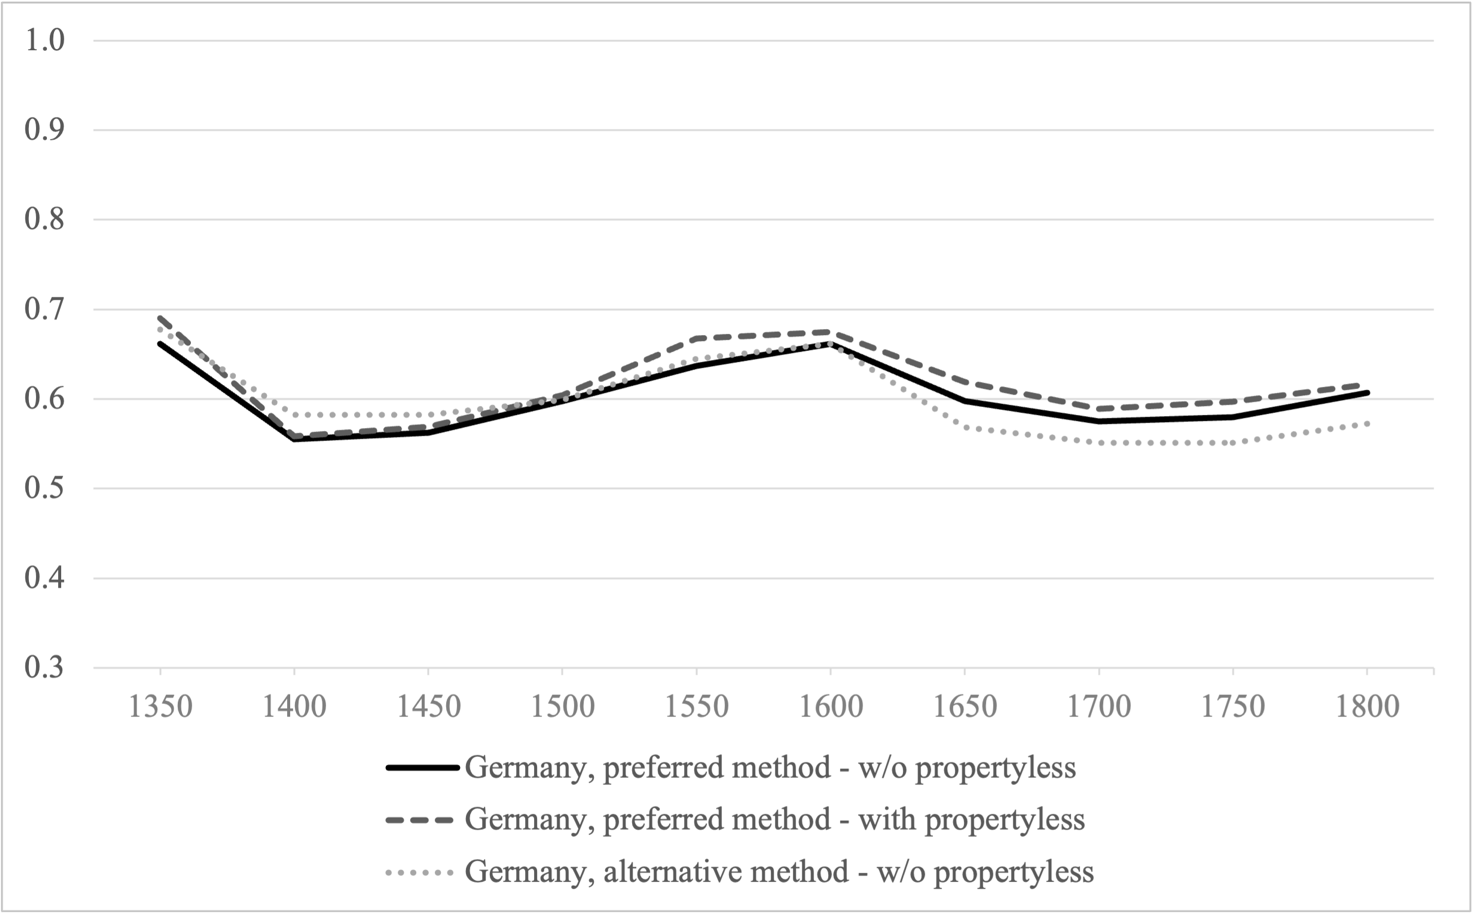 1.0
0.9
0.8
0.7
0.6
0.5
0.4
0.3
1350 1400 1450 1500 1550 1600 1650 1700 1750 1800
Germany, preferred method - w/o propertyless
Germany, preferred method - with propertyless
Germany, alternative method - w/o propertyless